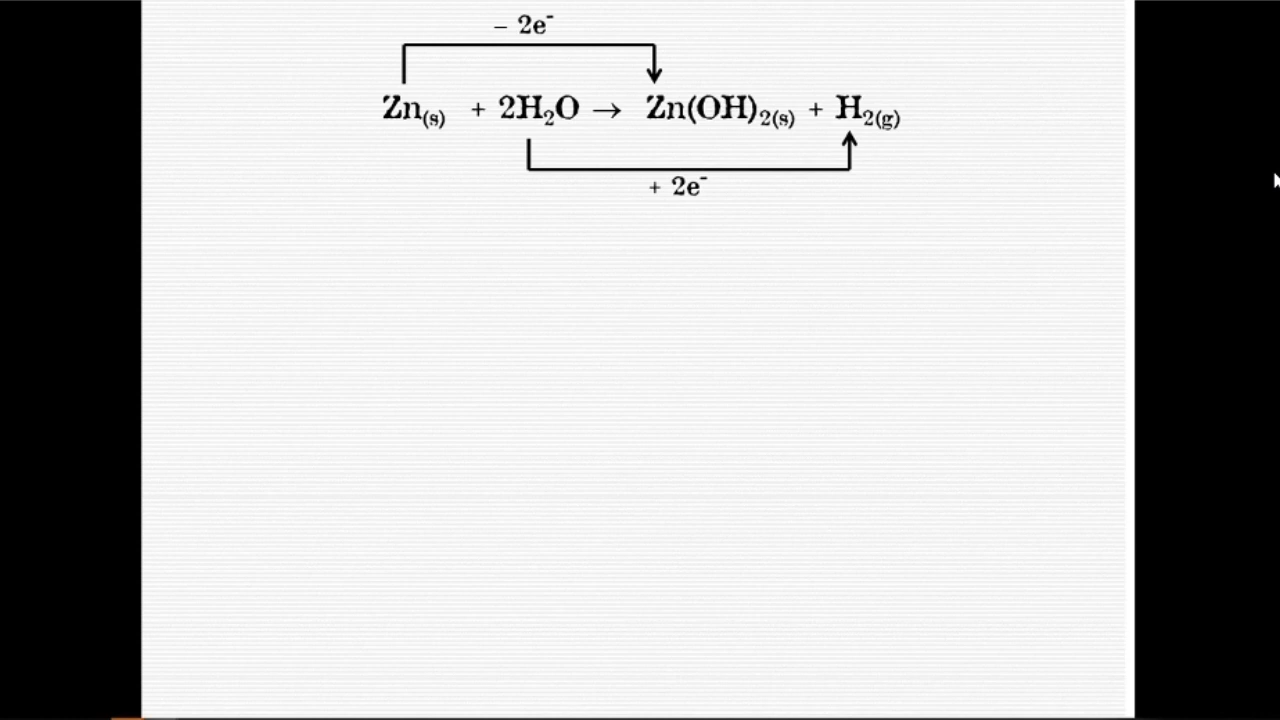 – 2e⁻
Zn₍ₛ₎ + 2H₂O → Zn(OH)₂₍ₛ₎ + H₂₍g₎
+ 2e⁻